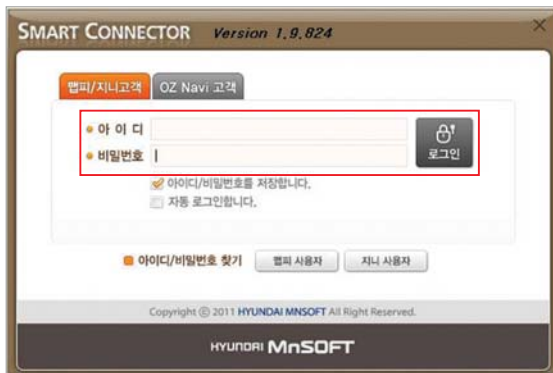 SMART CONNECTOR Version 1.9.824
맵피/지니고객 OZ Navi 고객
아 이 디
비밀번호
로그인
아이디/비밀번호를 저장합니다.
자동 로그인합니다.
아이디/비밀번호 찾기 맵피 사용자 지니 사용자
Copyright ⓒ 2011 HYUNDAI MNSOFT All Right Reserved.
HYUNDAI MnSOFT